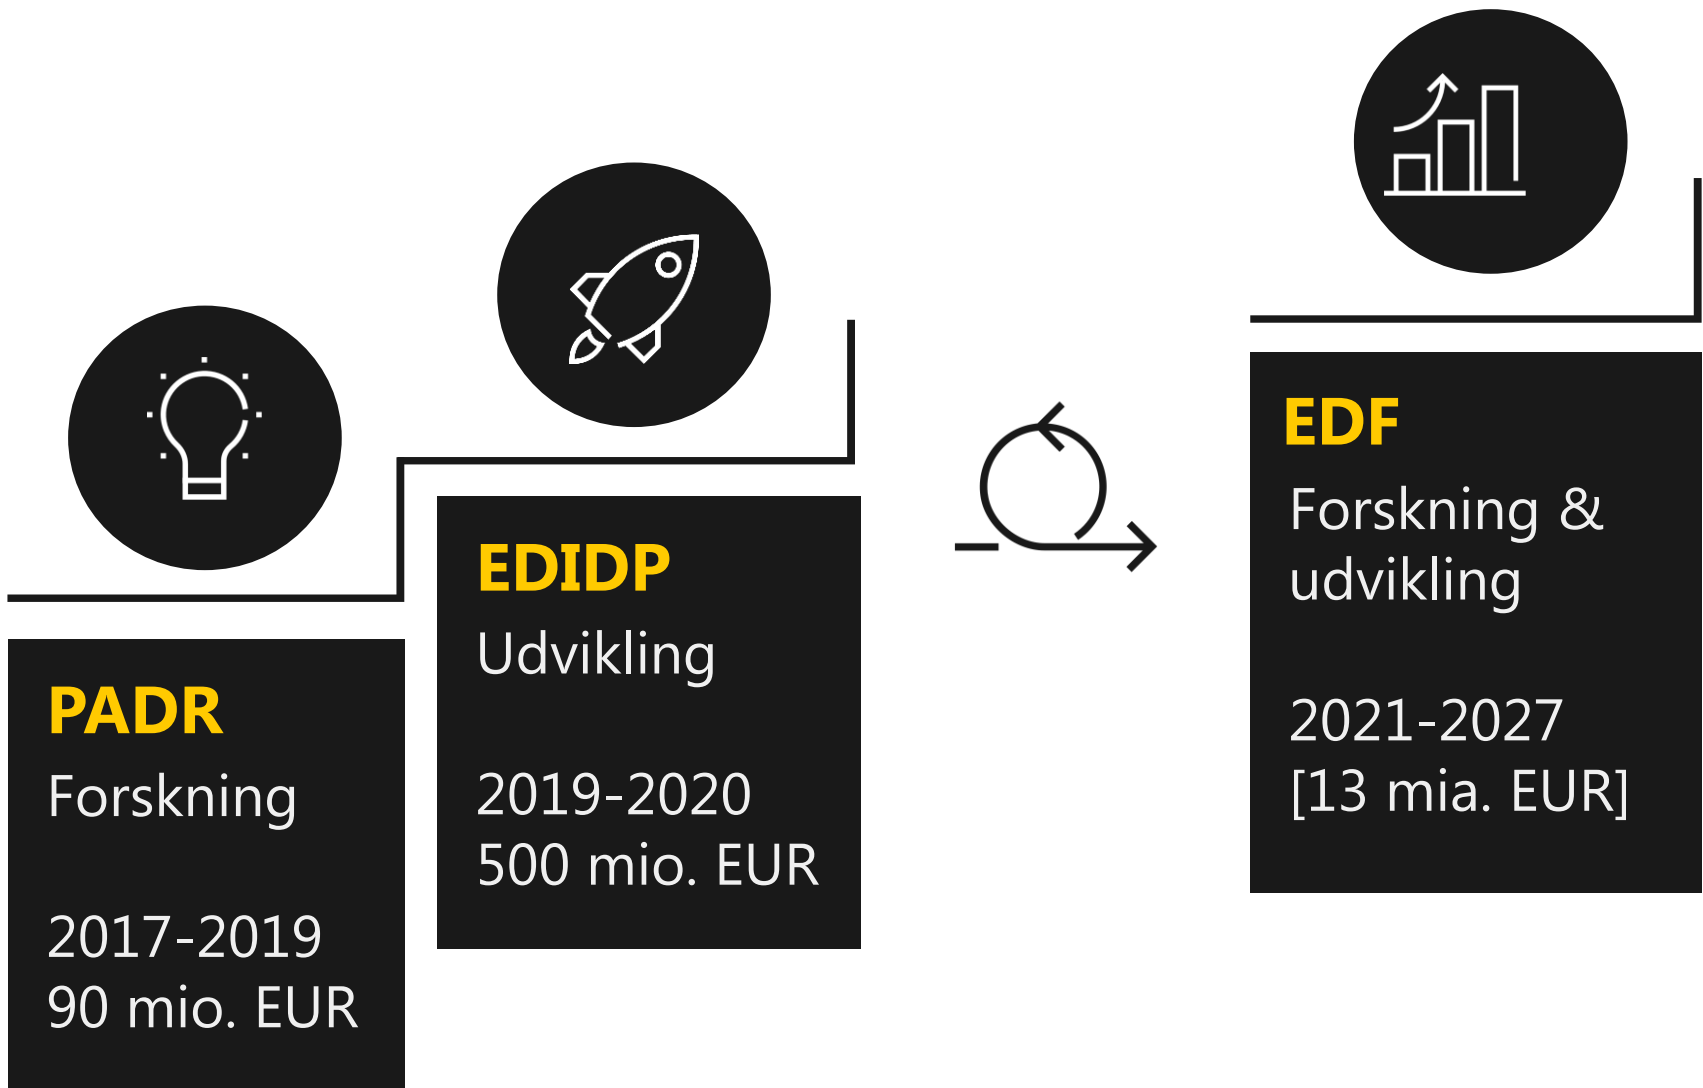 PADR
Forskning
2017-2019
90 mio. EUR
EDIDP
Udvikling
2019-2020
500 mio. EUR
EDF
Forskning &
udvikling
2021-2027
[13 mia. EUR]